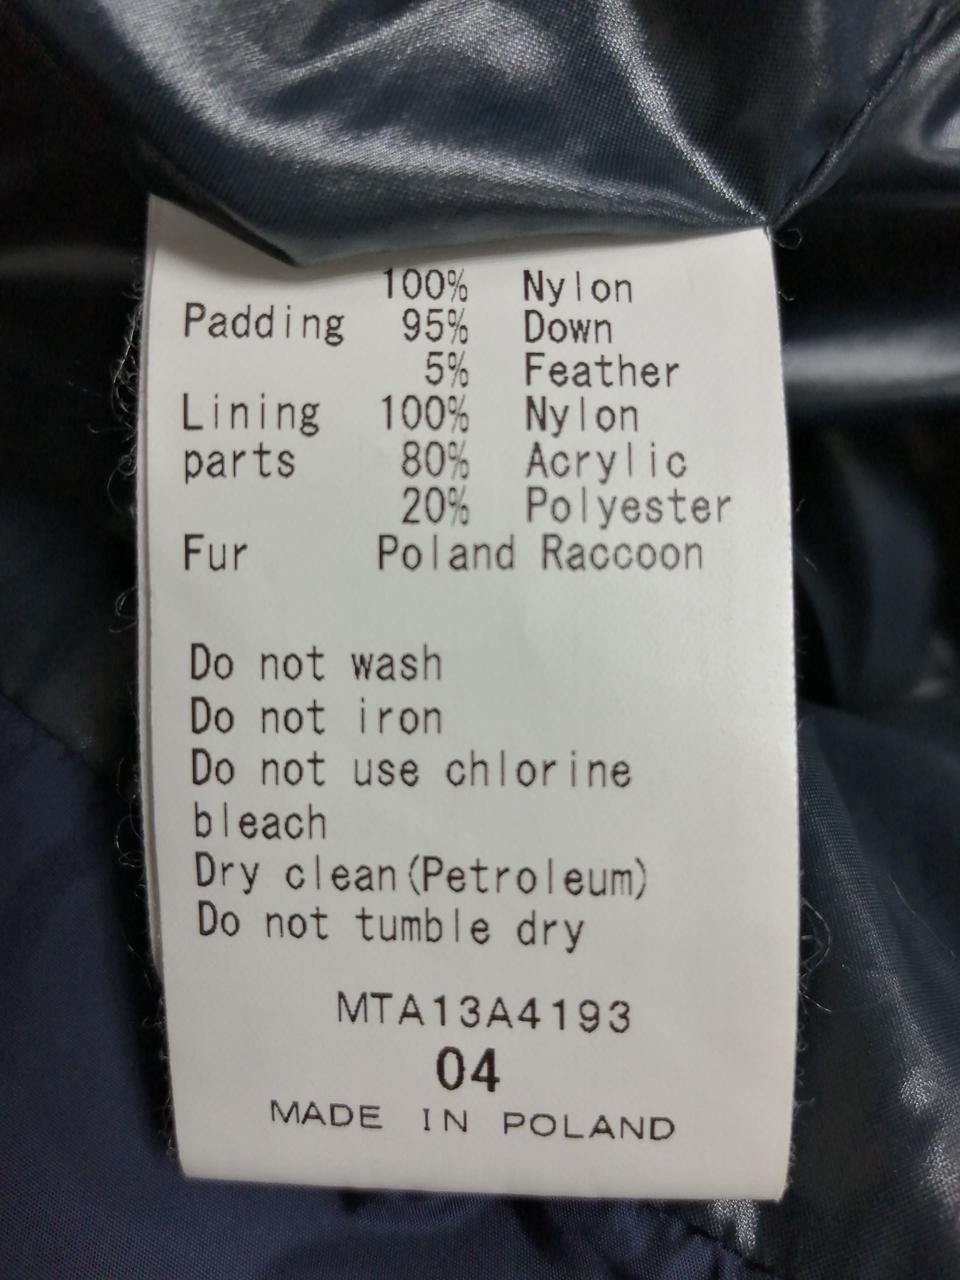 100% Nylon
Padding 95% Down
5% Feather
Lining 100% Nylon
parts 80% Acrylic
20% Polyester
Fur Poland Raccoon
Do not wash
Do not iron
Do not use chlorine
bleach
Dry clean(Petroleum)
Do not tumble dry
MTA13A4193
04
MADE IN POLAND